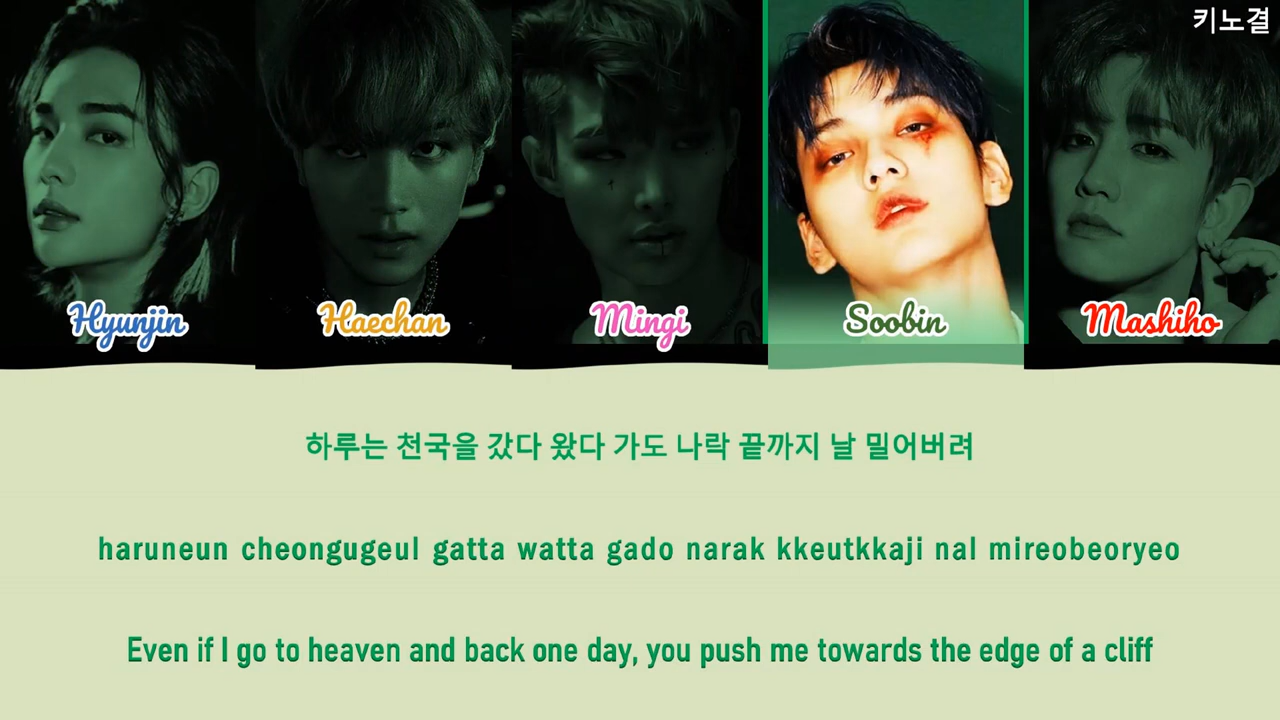 키노결
Hyunjin
Haechan
Mingi
Soobin
Mashiho
하루는 천국을 갔다 왔다 가도 나락 끝까지 날 밀어버려
haruneun cheongugeul gatta watta gado narak kkeutkkaji nal mireobeoryeo
Even if I go to heaven and back one day, you push me towards the edge of a cliff